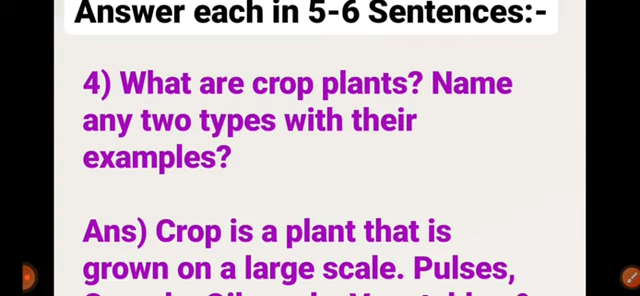 Answer each in 5-6 Sentences:-
4) What are crop plants? Name
any two types with their
examples?
Ans) Crop is a plant that is
grown on a large scale. Pulses,